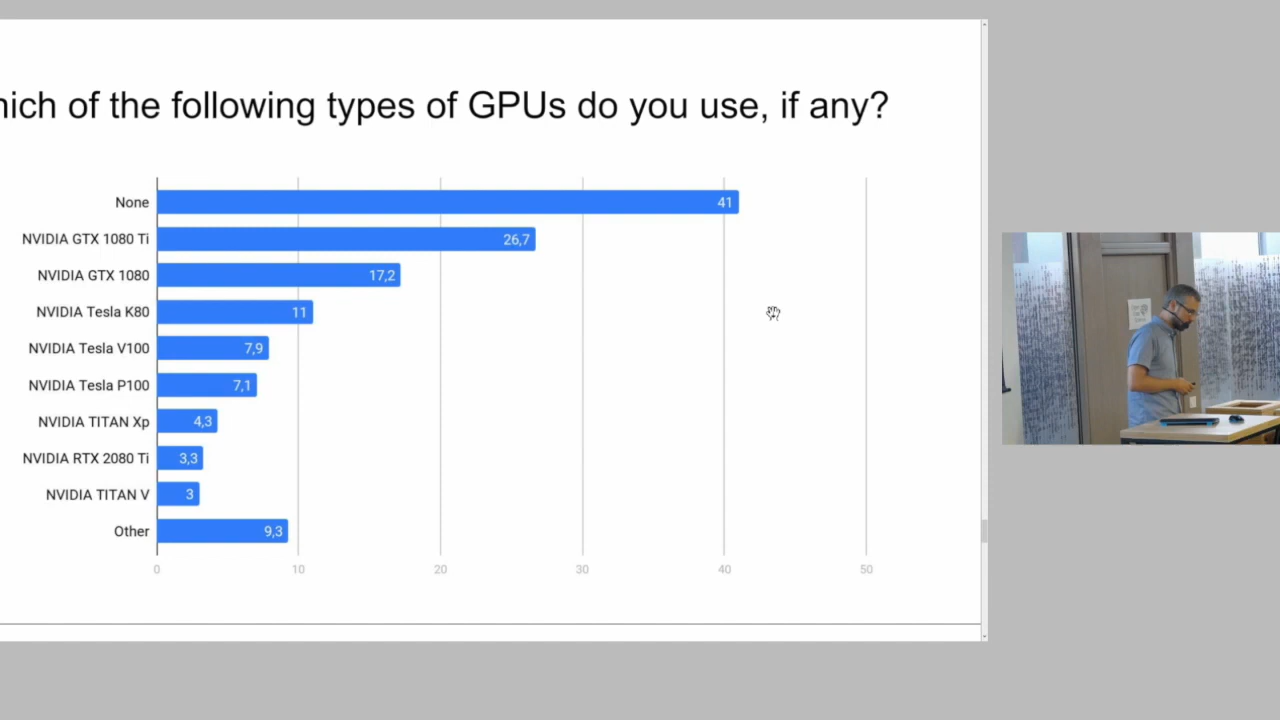 hich of the following types of GPUs do you use, if any?
None 41
NVIDIA GTX 1080 Ti 26,7
NVIDIA GTX 1080 17,2
NVIDIA Tesla K80 11
NVIDIA Tesla V100 7,9
NVIDIA Tesla P100 7,1
NVIDIA TITAN Xp 4,3
NVIDIA RTX 2080 Ti 3,3
NVIDIA TITAN V 3
Other 9,3
0 10 20 30 40 50